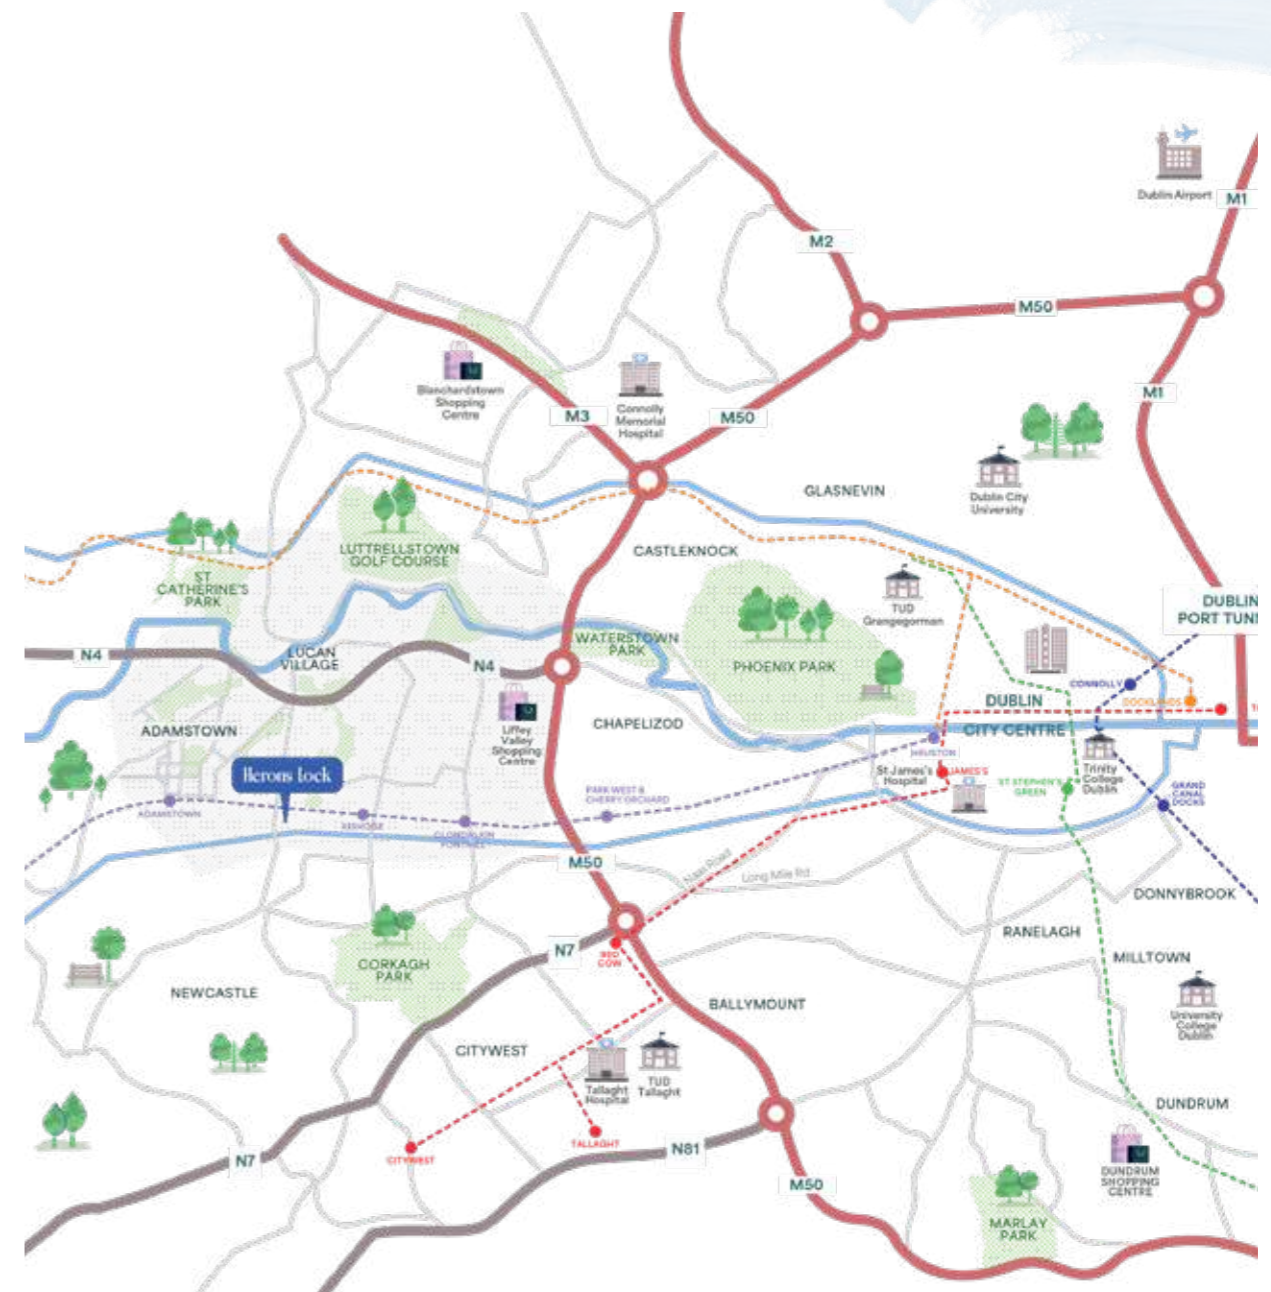 Dublin Airport
M1
M2
M50
Blanchardstown
Shopping
Centre
M3
Connolly
Memorial
Hospital
M50
M1
GLASNEVIN
Dublin City
University
LUTTRELLSTOWN
GOLF COURSE
CASTLEKNOCK
ST
CATHERINE'S
PARK
TUD
Grangegorman
DUBLIN
PORT TUN
N4
LUCAN
VILLAGE
N4
WATERSTOWN
PARK
PHOENIX PARK
CONNOLLY
DOCKLANDS
DUBLIN
CITY CENTRE
ADAMSTOWN
Liffey
Valley
Shopping
Centre
CHAPELIZOD
HEUSTON
Trinity
College
Dublin
Herons Lock
St James's
Hospital
JAMES'S
ST STEPHEN'S
GREEN
GRAND
CANAL
DOCKS
PARK WEST &
CHERRY ORCHARD
ADAMSTOWN
KISHOGE
CLONDALKIN
M50
Naas Road
Long Mile Rd
DONNYBROOK
RANELAGH
N7
RED
COW
CORKAGH
PARK
MILLTOWN
NEWCASTLE
BALLYMOUNT
University
College
Dublin
CITYWEST
Tallaght
Hospital
TUD
Tallaght
DUNDRUM
TALLAGHT
CITYWEST
N7
N81
M50
DUNDRUM
SHOPPING
CENTRE
MARLAY
PARK